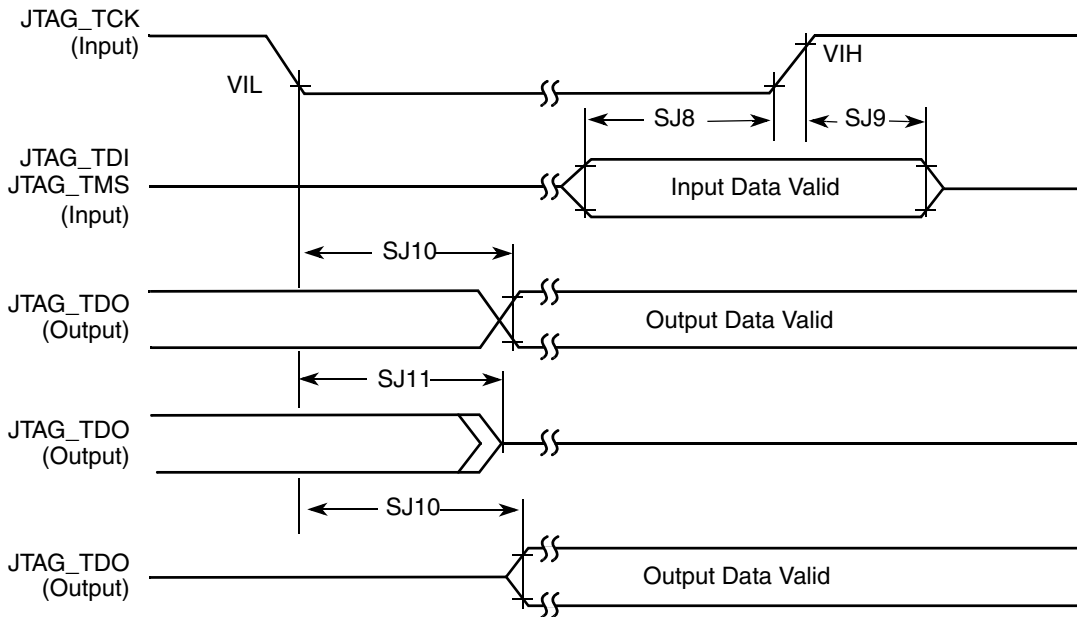 JTAG_TCK
(Input)
VIL
VIH
SJ8
SJ9
JTAG_TDI
JTAG_TMS
(Input)
Input Data Valid
SJ10
JTAG_TDO
(Output)
Output Data Valid
SJ11
JTAG_TDO
(Output)
SJ10
JTAG_TDO
(Output)
Output Data Valid